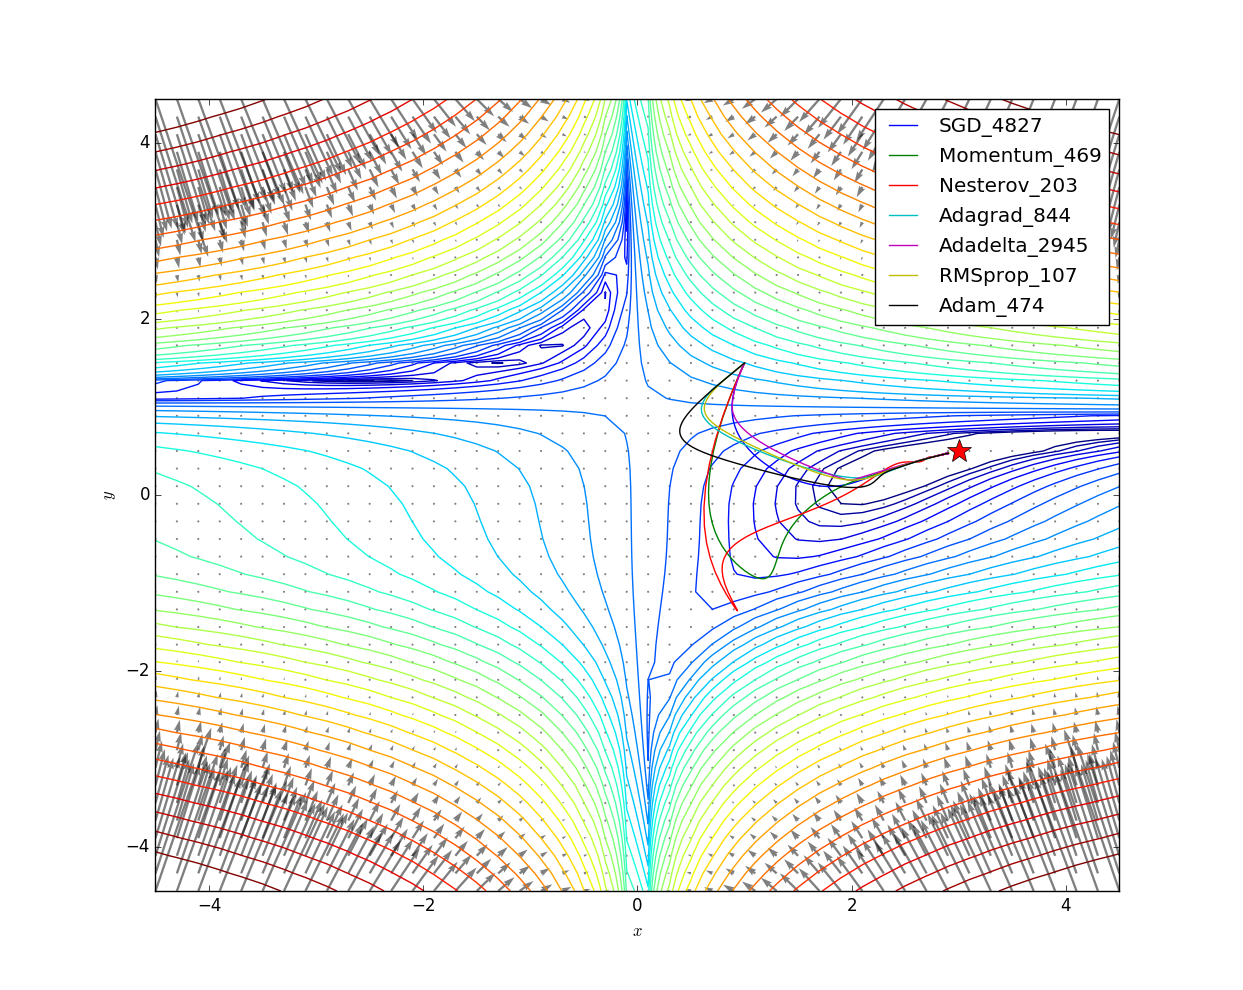 SGD_4827
Momentum_469
Nesterov_203
Adagrad_844
Adadelta_2945
RMSprop_107
Adam_474
4
2
0
−2
−4
y
−4
−2
0
2
4
x